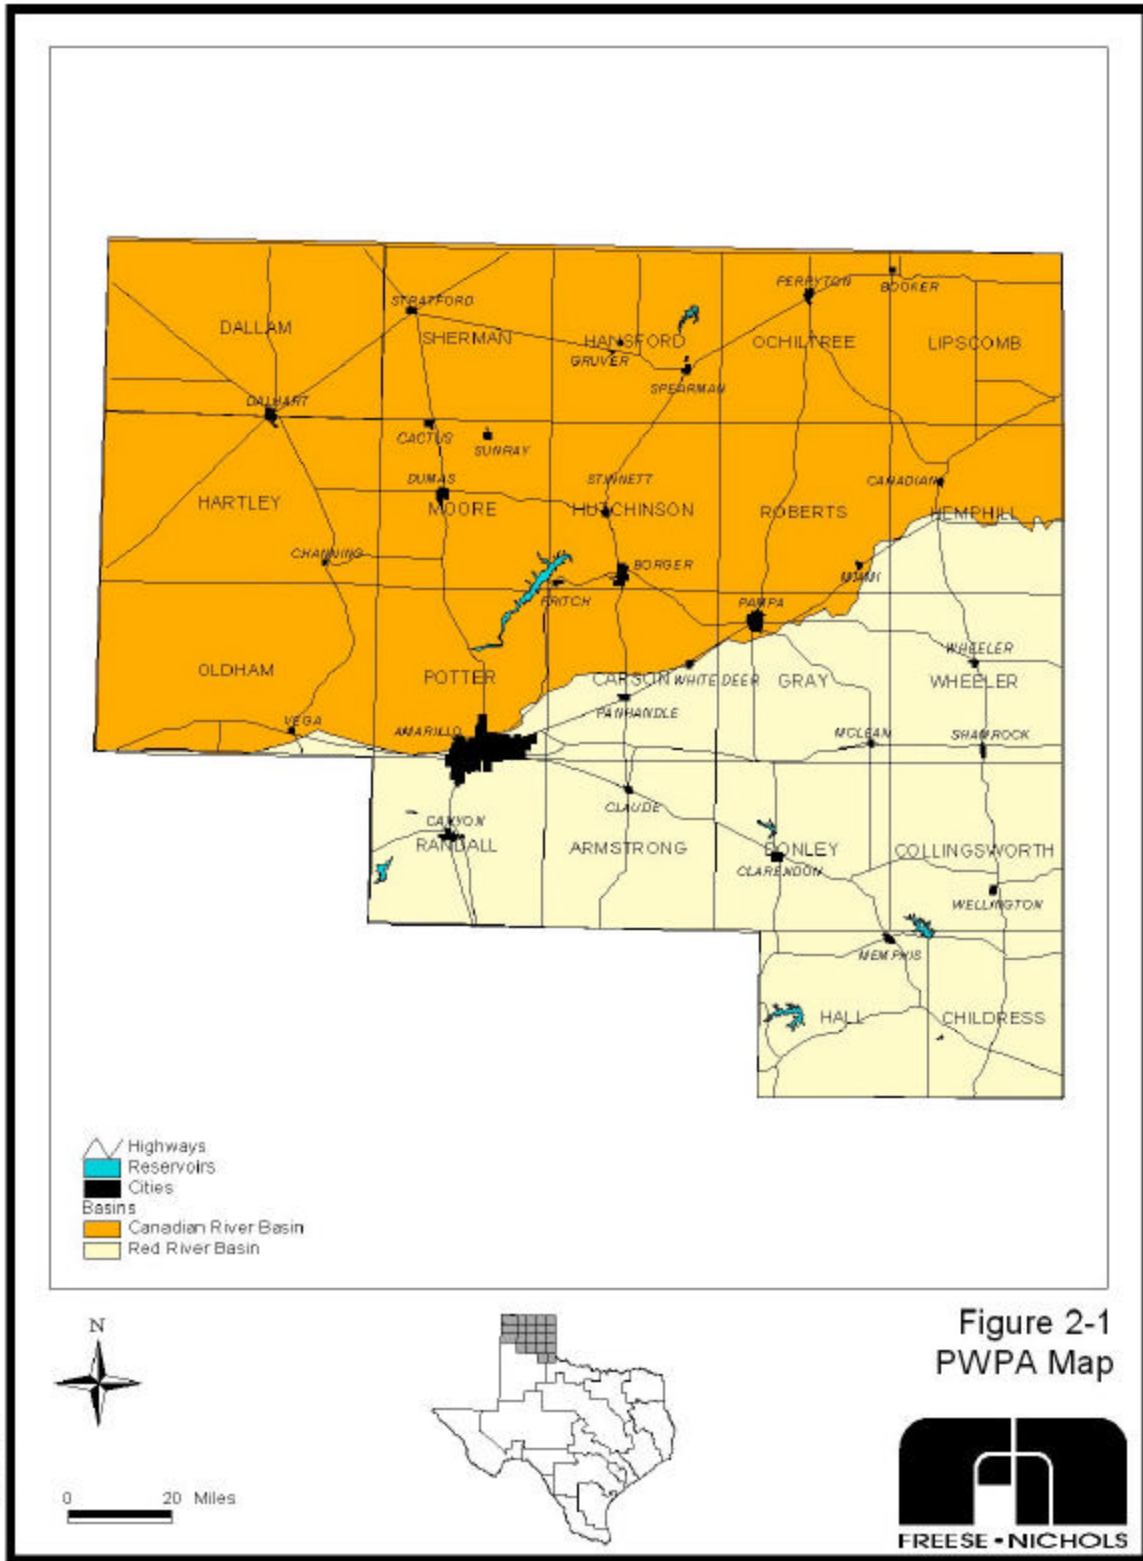 PERRYTON
BOOKER
STRATFORD
DALLAM
SHERMAN
HANSFORD
OCHILTREE
LIPSCOMB
GRUVER
SPEARMAN
DALHART
CACTUS
SUNRAY
DUMAS
STINNETT
CANADIAN
HARTLEY
MOORE
HUTCHINSON
ROBERTS
HEMPHILL
CHANNING
BORGER
MIAMI
FRITCH
PAMPA
OLDHAM
POTTER
CARSON
WHITE DEER
GRAY
WHEELER
WHEELER
PANHANDLE
VEGA
AMARILLO
MCLEAN
SHAMROCK
CLAUDE
CANYON
RANDALL
ARMSTRONG
DONLEY
COLLINGSWORTH
CLARENDON
WELLINGTON
MEMPHIS
HALL
CHILDRESS
Highways
Reservoirs
Cities
Basins
Canadian River Basin
Red River Basin
N
0 20 Miles
Figure 2-1
PWPA Map
FREESE • NICHOLS